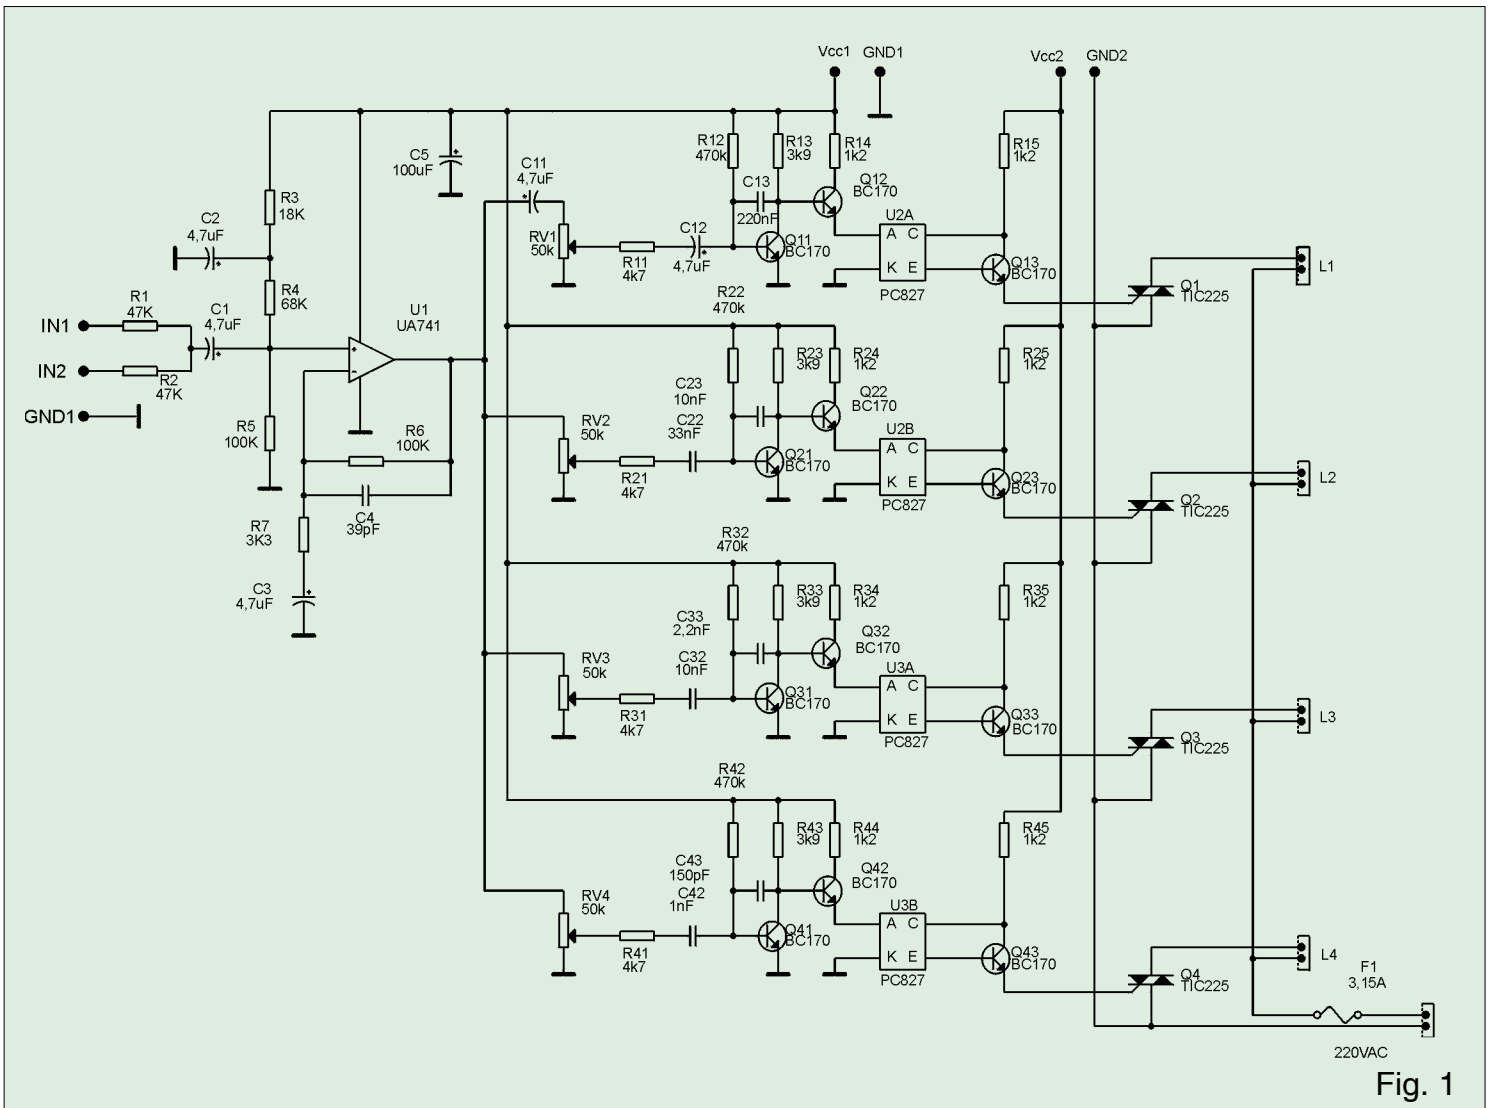 Vcc1
GND1
Vcc2
GND2
R12
470k
R13
3k9
R14
1k2
R15
1k2
C5
100uF
C11
4,7uF
C13
220nF
Q12
BC170
R3
18K
C2
4,7uF
RV1
50k
C12
4,7uF
R11
4k7
Q11
BC170
U2A
A C
K E
PC827
Q13
BC170
Q1
TIC225
L1
R4
68K
R1
47K
C1
4,7uF
U1
UA741
IN1
IN2
R2
47K
GND1
R22
470k
R23
3k9
R24
1k2
R25
1k2
C23
10nF
Q22
BC170
RV2
50k
C22
33nF
R21
4k7
Q21
BC170
U2B
A C
K E
PC827
Q23
BC170
Q2
TIC225
L2
R5
100K
R6
100K
C4
39pF
R7
3K3
C3
4,7uF
R32
470k
R33
3k9
R34
1k2
R35
1k2
C33
2,2nF
Q32
BC170
RV3
50k
C32
10nF
R31
4k7
Q31
BC170
U3A
A C
K E
PC827
Q33
BC170
Q3
TIC225
L3
R42
470k
R43
3k9
R44
1k2
R45
1k2
C43
150pF
Q42
BC170
RV4
50k
C42
1nF
R41
4k7
Q41
BC170
U3B
A C
K E
PC827
Q43
BC170
Q4
TIC225
L4
F1
3,15A
220VAC
Fig. 1